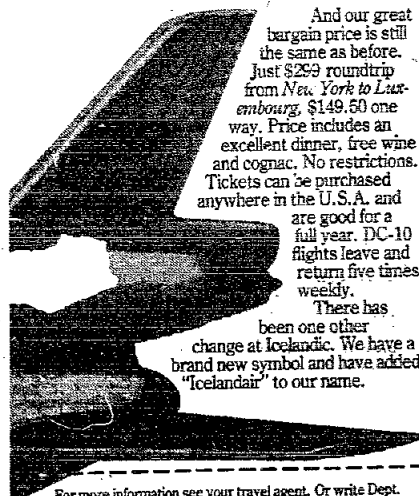 And our great
bargain price is still
the same as before.
Just $299 roundtrip
from New York to Lux-
embourg, $149.50 one
way. Price includes an
excellent dinner, free wine
and cognac. No restrictions.
Tickets can be purchased
anywhere in the U.S.A. and
are good for a
full year. DC-10
flights leave and
return five times
weekly.
There has
been one other
change at Icelandic. We have a
brand new symbol and have added
"Icelandair" to our name.
For more information see your travel agent. Or write Dept.